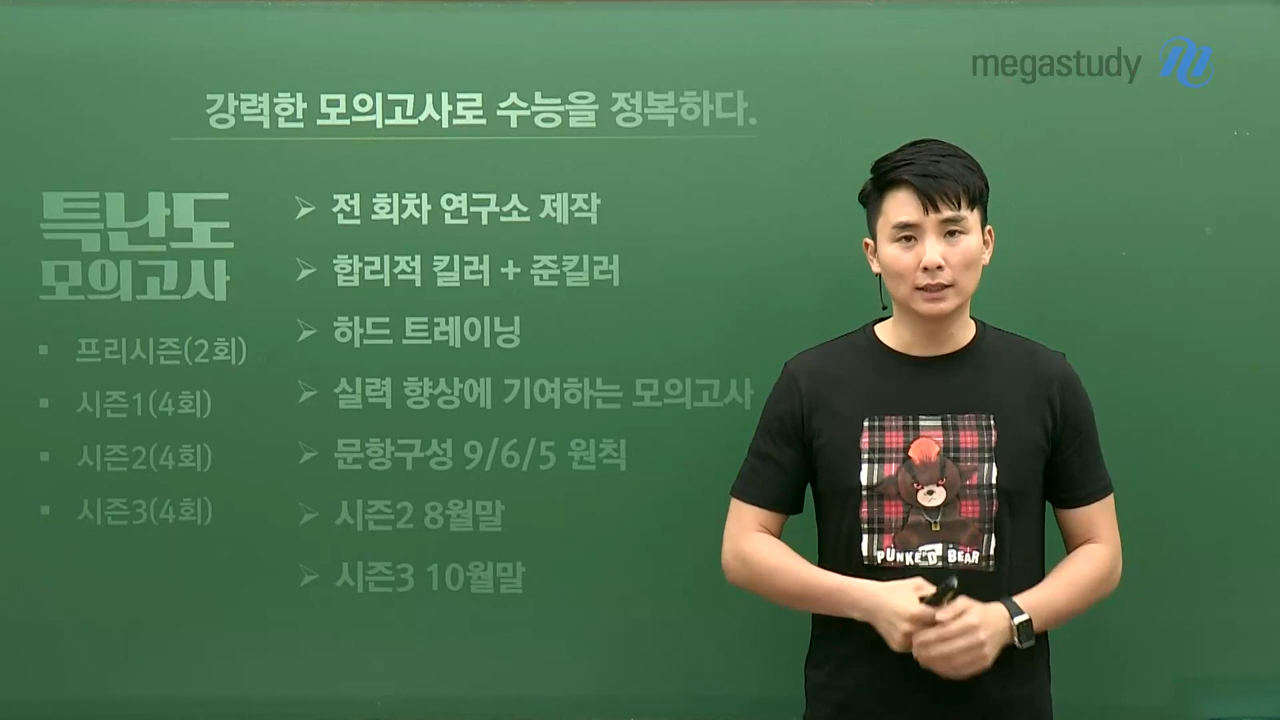 megastudy
강력한 모의고사로 수능을 정복하다.
특난도
모의고사
프리시즌(2회)
시즌1(4회)
시즌2(4회)
시즌3(4회)
전 회차 연구소 제작
합리적 킬러 + 준킬러
하드 트레이닝
실력 향상에 기여하는 모의고사
문항구성 9/6/5 원칙
시즌2 8월말
시즌3 10월말
PUNKE'D BEAR